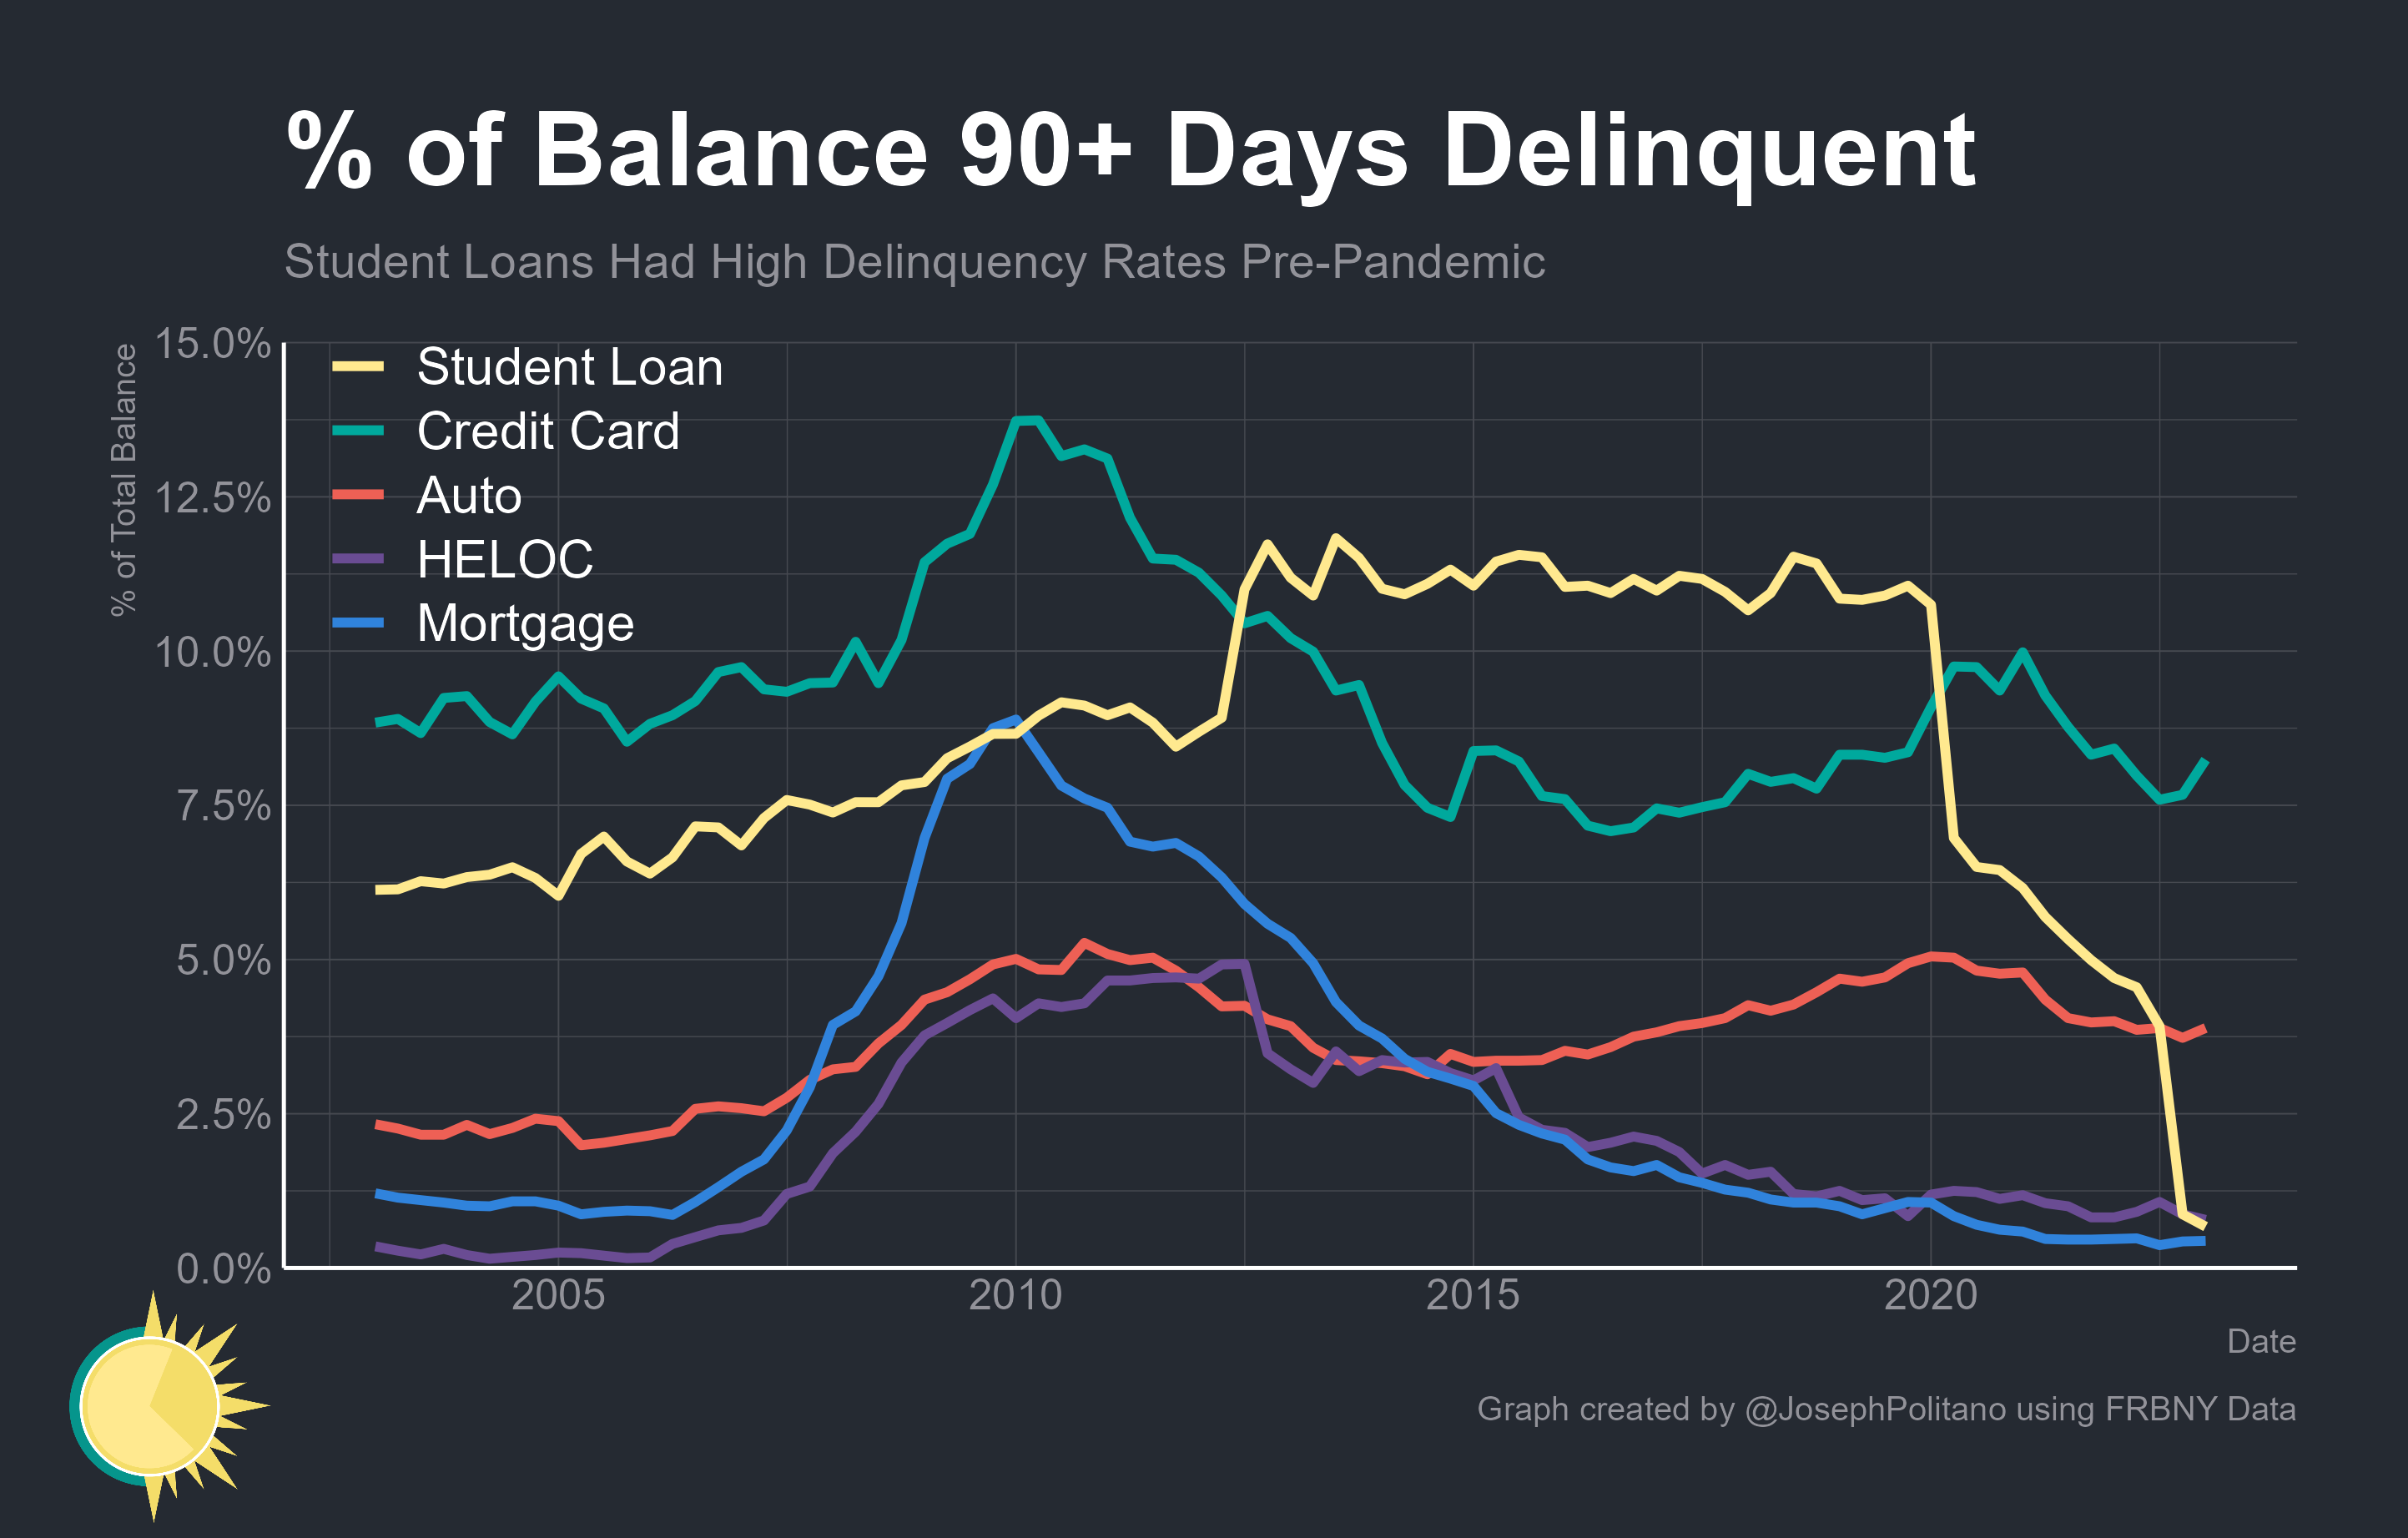 % of Balance 90+ Days Delinquent
Student Loans Had High Delinquency Rates Pre-Pandemic
% of Total Balance
15.0%
12.5%
10.0%
7.5%
5.0%
2.5%
0.0%
Student Loan
Credit Card
Auto
HELOC
Mortgage
2005
2010
2015
2020
Date
Graph created by @JosephPolitano using FRBNY Data